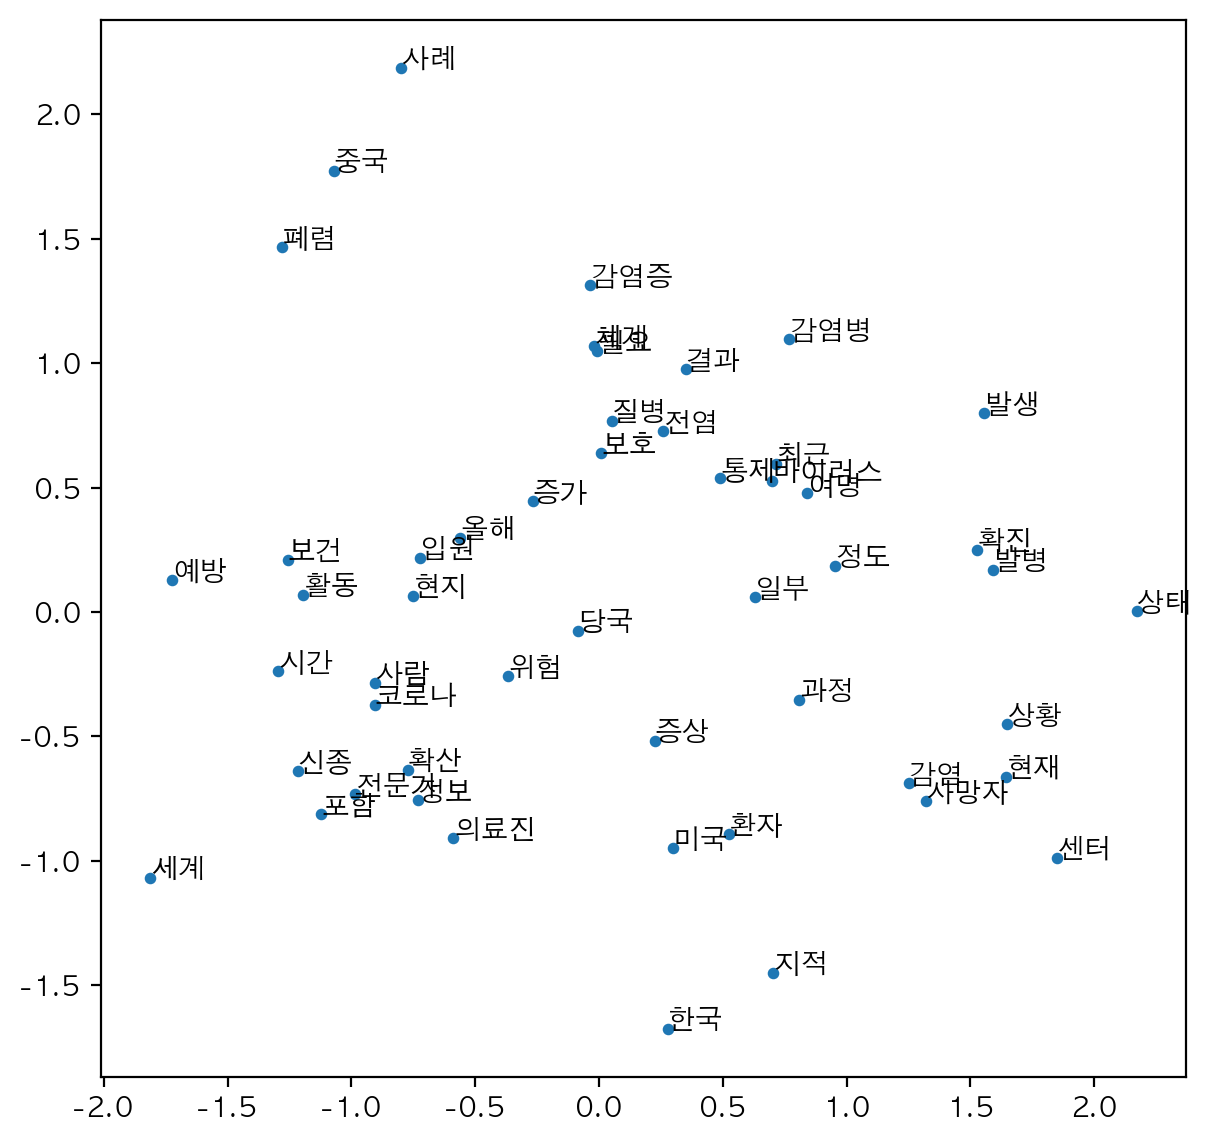 사례
2.0
중국
1.5
폐렴
감염증
감염병
체계
필요
1.0
결과
발생
질병
전염
보호
최근
통제
바이러스
0.5
여명
증가
올해
확진
입원
보건
발병
정도
예방
활동
현지
일부
상태
0.0
당국
시간
사람
위험
코로나
과정
상황
-0.5
증상
확산
신종
감염
현재
전문가
정보
사망자
포함
의료진
환자
미국
센터
-1.0
세계
지적
-1.5
한국
-2.0 -1.5 -1.0 -0.5 0.0 0.5 1.0 1.5 2.0